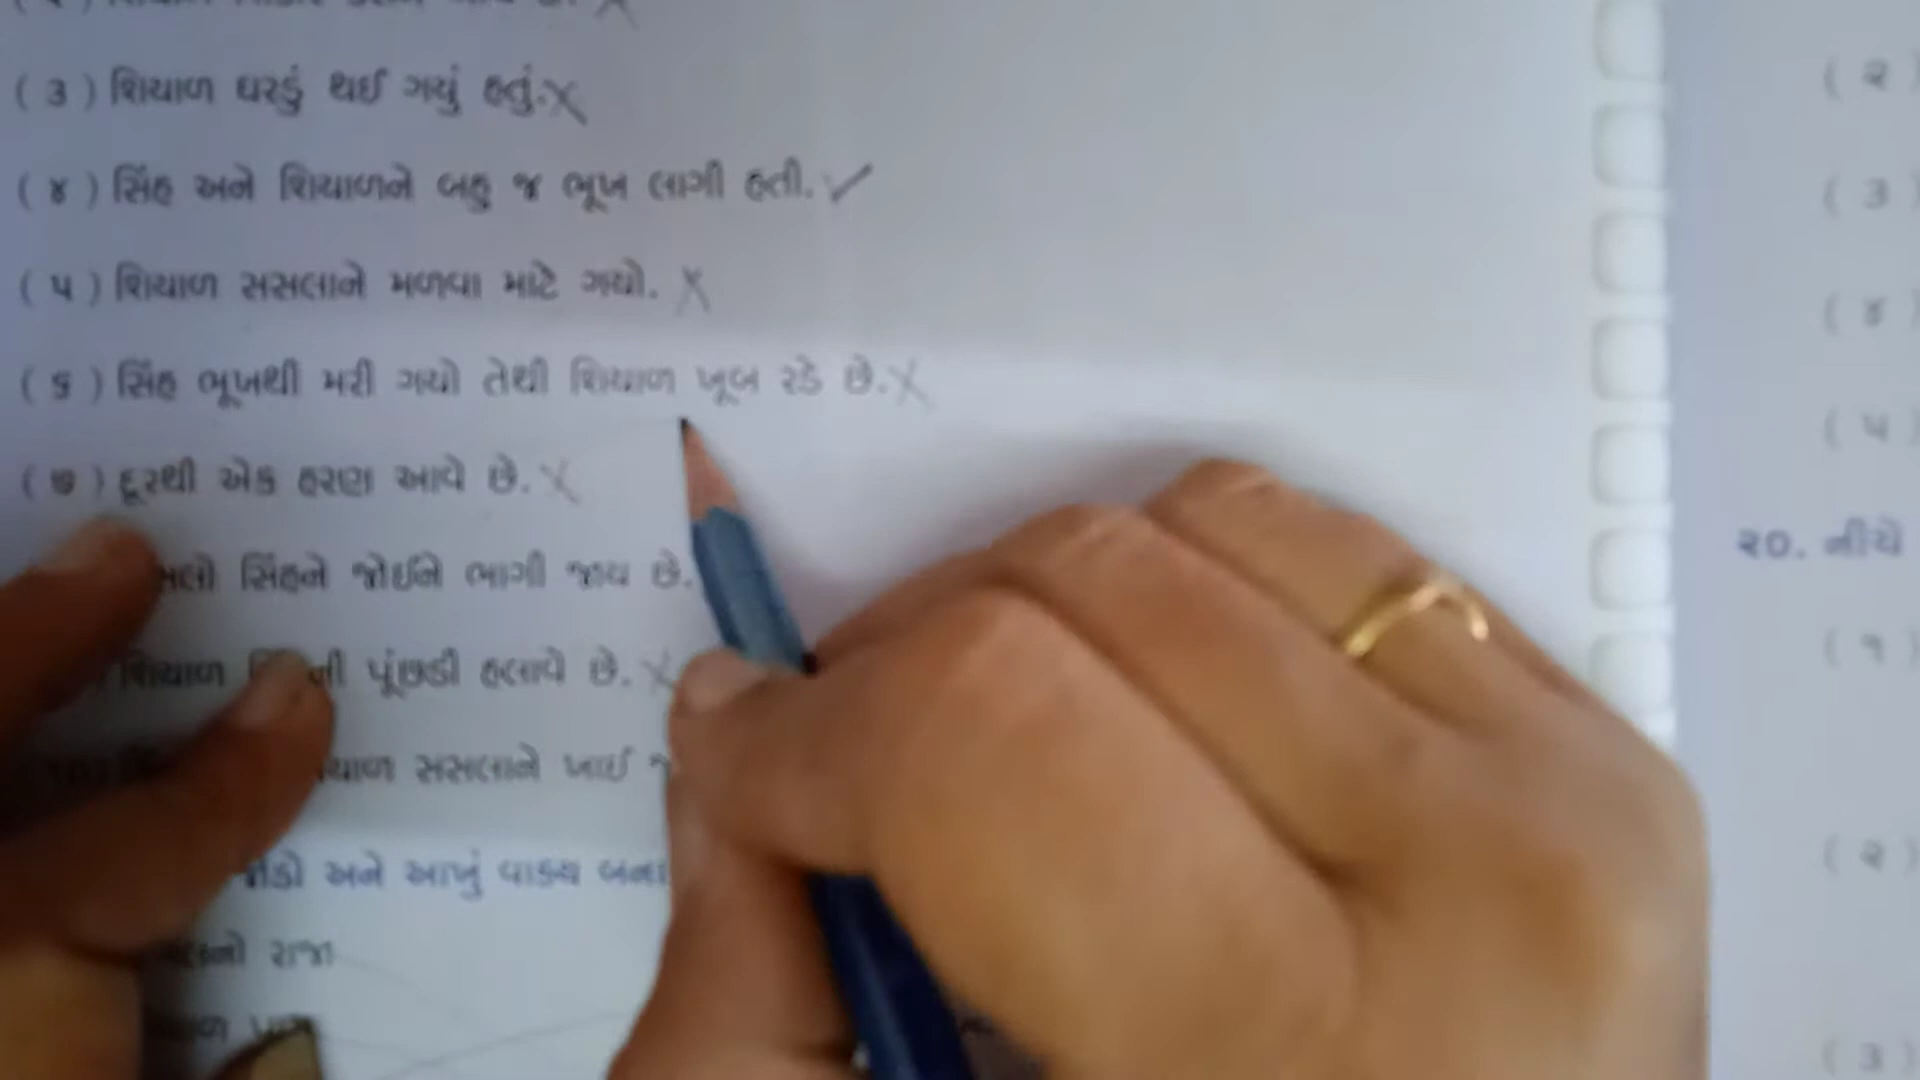 (૩) શિયાળ ઘરડું થઈ ગયું હતું. X
(૪) સિંહ અને શિયાળને બહુ જ ભૂખ લાગી હતી. ✓
(૫) શિયાળ સસલાને મળવા માટે ગયો. X
(૬) સિંહ ભૂખથી મરી ગયો તેથી શિયાળ ખૂબ રડે છે. X
(૭) દૂરથી એક હરણ આવે છે. X
સિંહને જોઈને ભાગી જાય છે.
શિયાળ પૂંછડી હલાવે છે. X
સસલાને ખાઈ
અને આખું વાક્ય
રાજા
(૨)
(૩)
(૪)
(૫)
૨૦. નીચે
(૧)
(૨)
(૩)